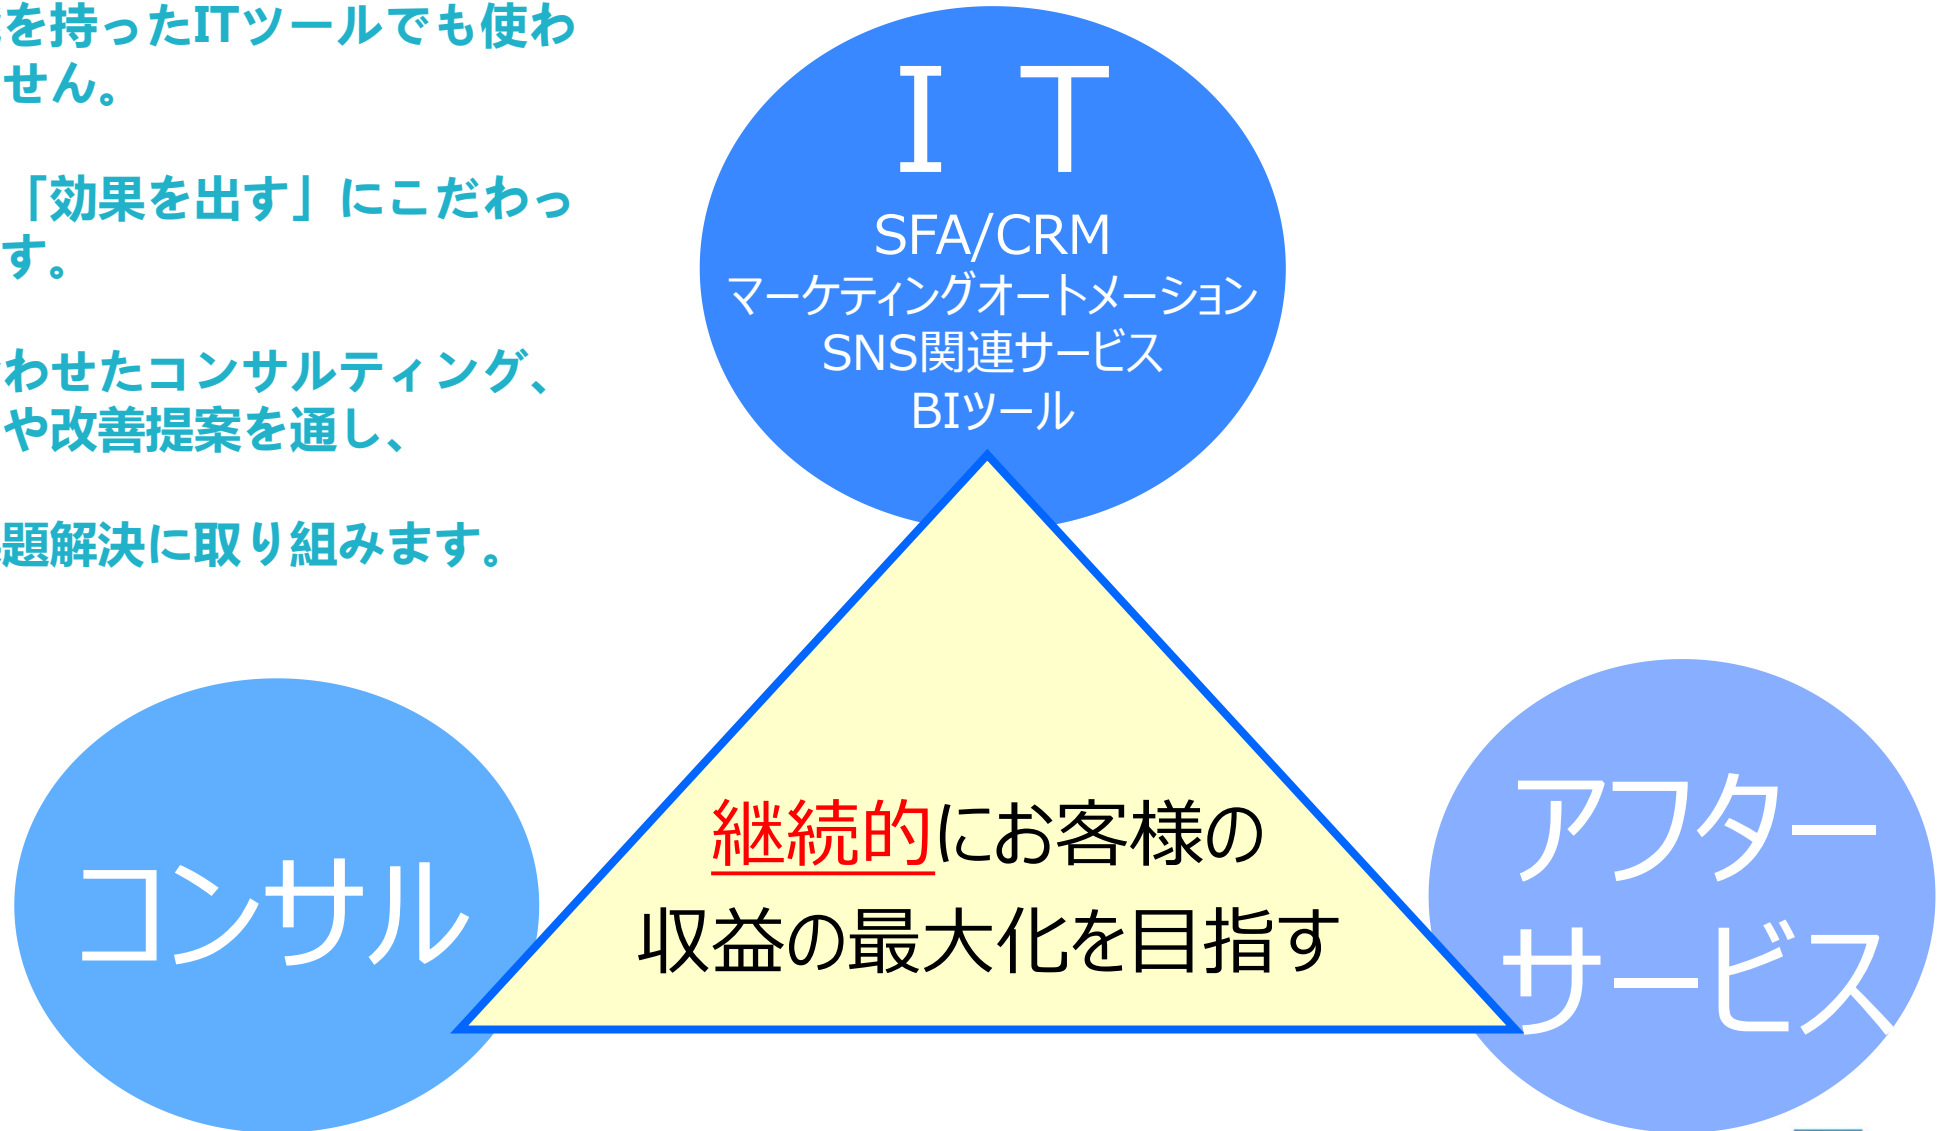 を持ったITツールでも使わ
せん。
「効果を出す」にこだわっ
す。
わせたコンサルティング、
や改善提案を通し、
題解決に取り組みます。
IT
SFA/CRM
マーケティングオートメーション
SNS関連サービス
BIツール
継続的にお客様の
収益の最大化を目指す
コンサル
アフター
サービス